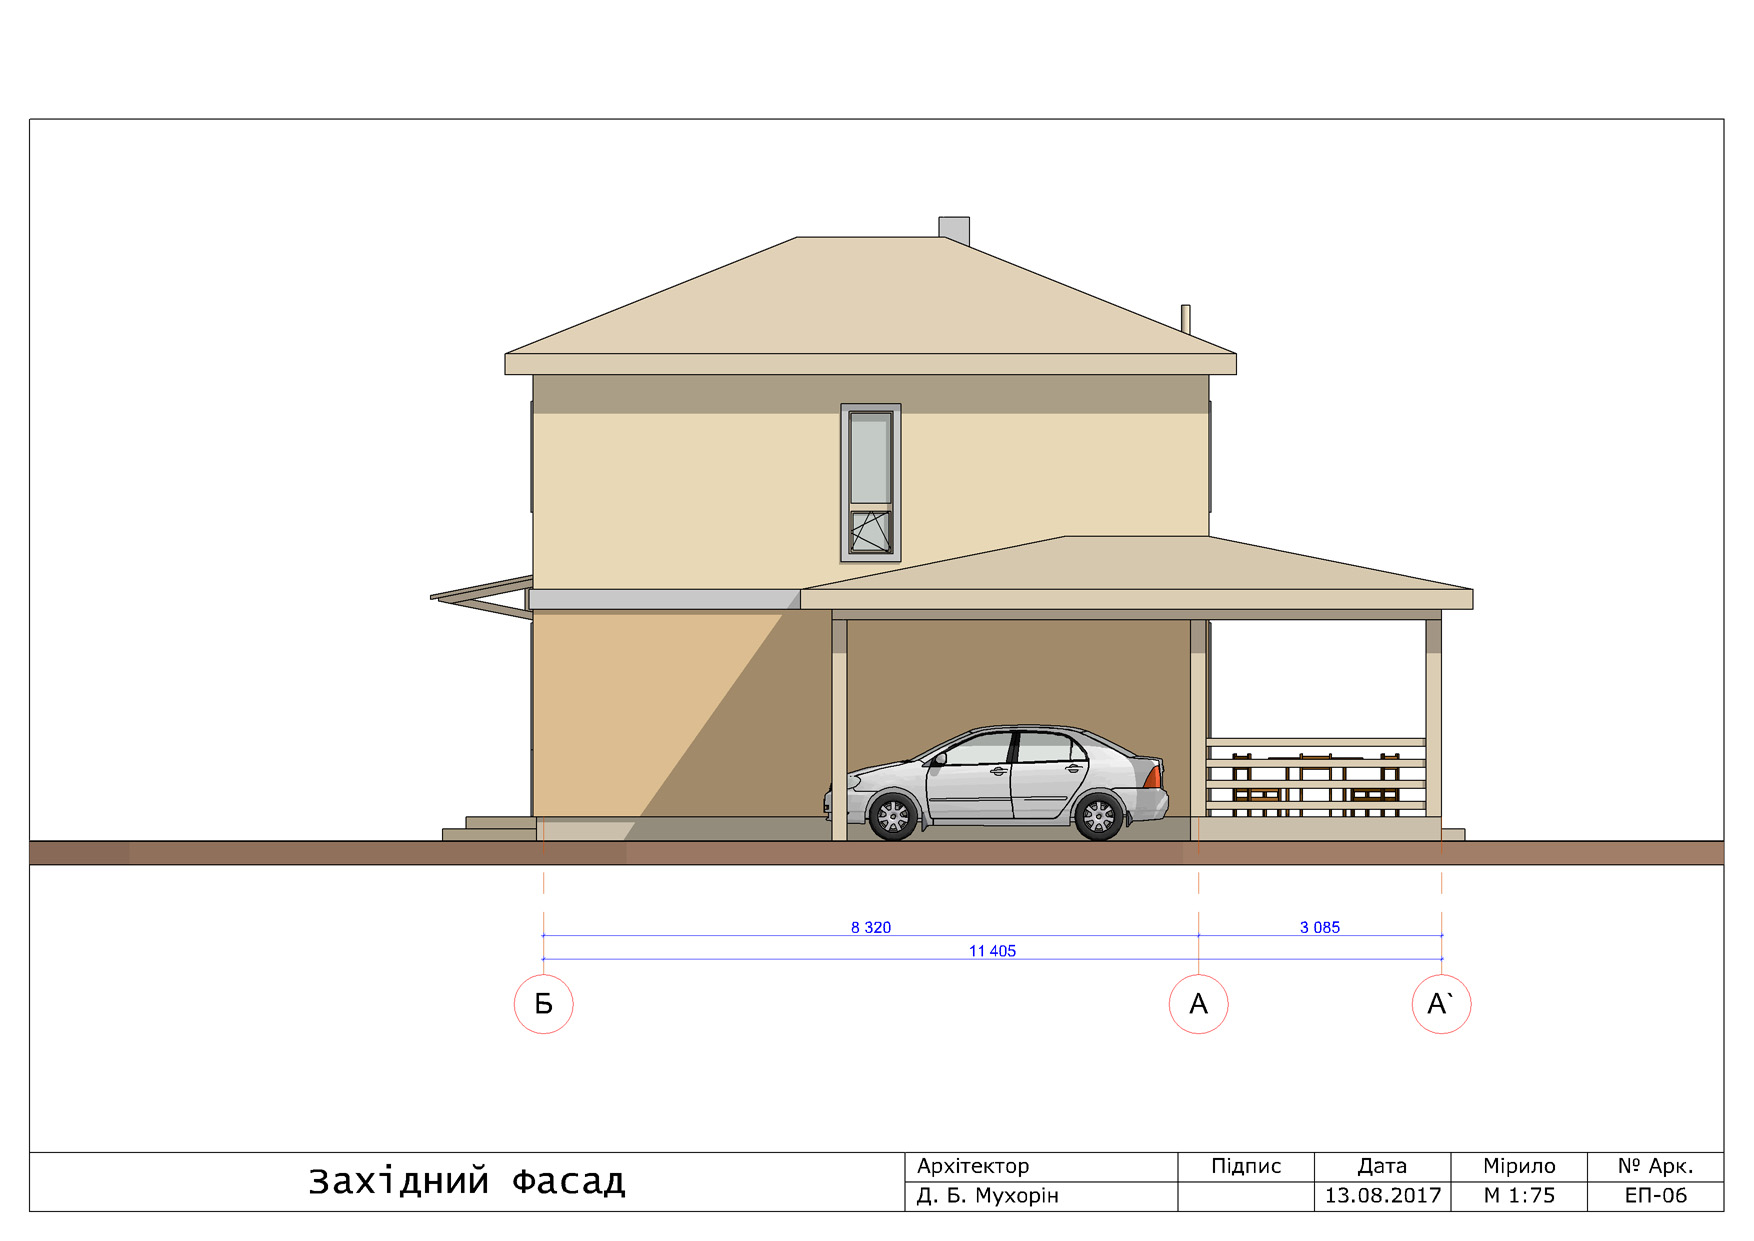 8 320
3 085
11 405
Б
А
А`
Західний Фасад
Архітектор
Підпис
Дата
Мірило
№ Арк.
Д. Б. Мухорін
13.08.2017
М 1:75
ЕП-06